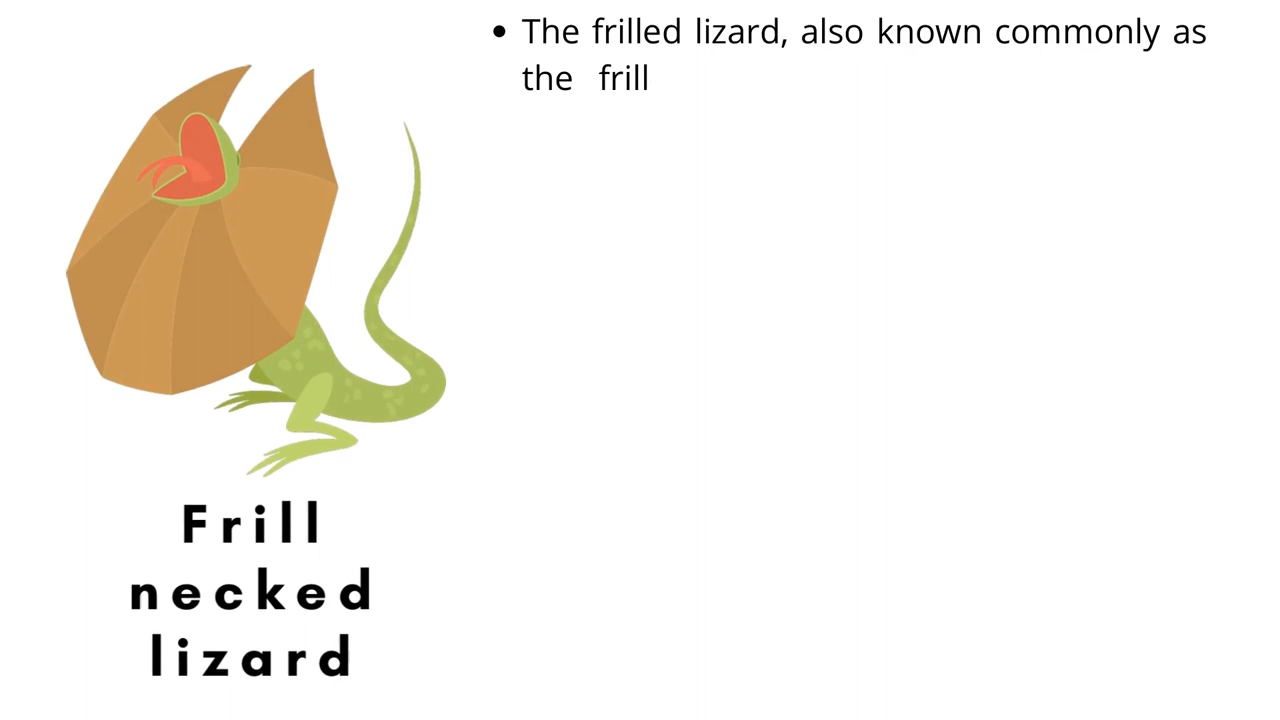 • The frilled lizard, also known commonly as
the frill
Frill
necked
lizard